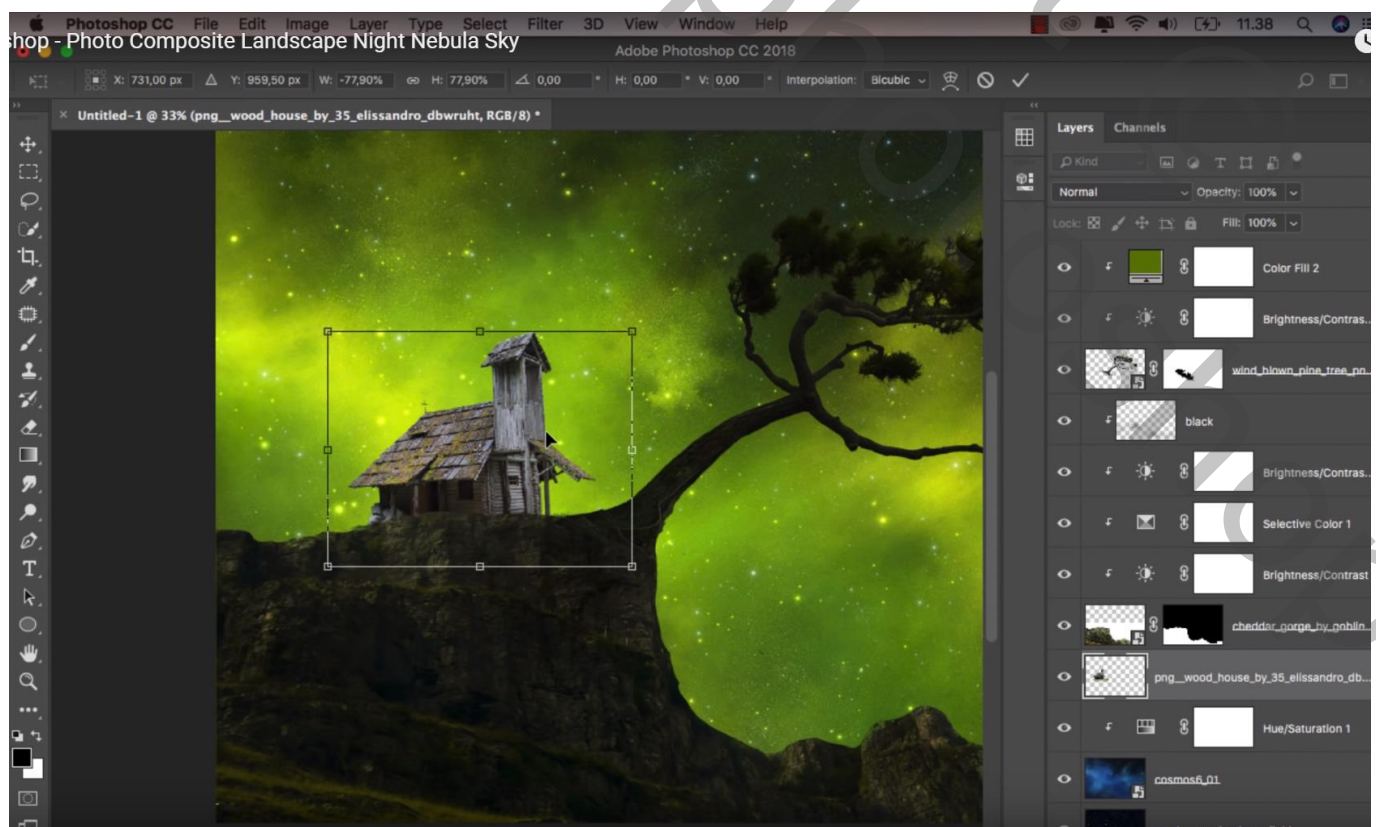 Photoshop CC File Edit Image Layer Type Select Filter 3D View Window Help 11.38
shop - Photo Composite Landscape Night Nebula Sky
Adobe Photoshop CC 2018
X: 731,00 px Y: 959,50 px W: -77,90% H: 77,90% 0,00 ° H: 0,00 ° V: 0,00 ° Interpolation: Bicubic
× Untitled-1 @ 33% (png__wood_house_by_35_elissandro_dbwruht, RGB/8) *
Layers Channels
Kind
Normal Opacity: 100%
Lock: Fill: 100%
Color Fill 2
Brightness/Contras...
wind_blown_pine_tree_pn...
black
Brightness/Contras...
Selective Color 1
Brightness/Contrast
cheddar_gorge_by_goblin...
png__wood_house_by_35_elissandro_db...
Hue/Saturation 1
cosmos6_01